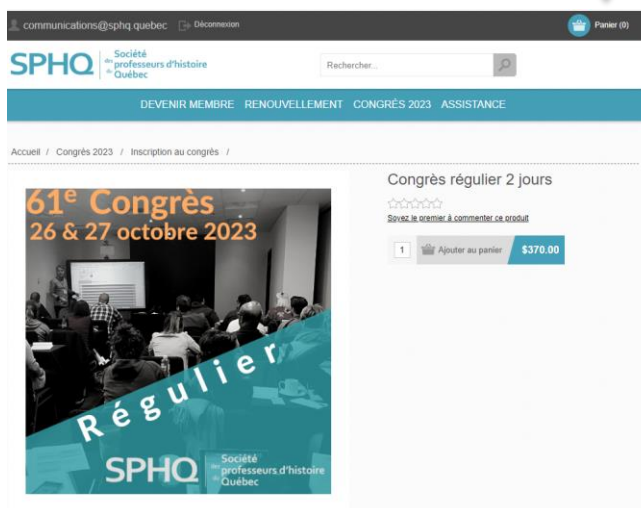 communications@sphq.quebec Déconnexion Panier (0)
SPHQ Société des professeurs d'histoire du Québec
Rechercher...
DEVENIR MEMBRE RENOUVELLEMENT CONGRÈS 2023 ASSISTANCE
Accueil / Congrès 2023 / Inscription au congrès /
Congrès régulier 2 jours
Soyez le premier à commenter ce produit
1 Ajouter au panier $370.00
61e Congrès
26 & 27 octobre 2023
Régulier
SPHQ Société des professeurs d'histoire du Québec